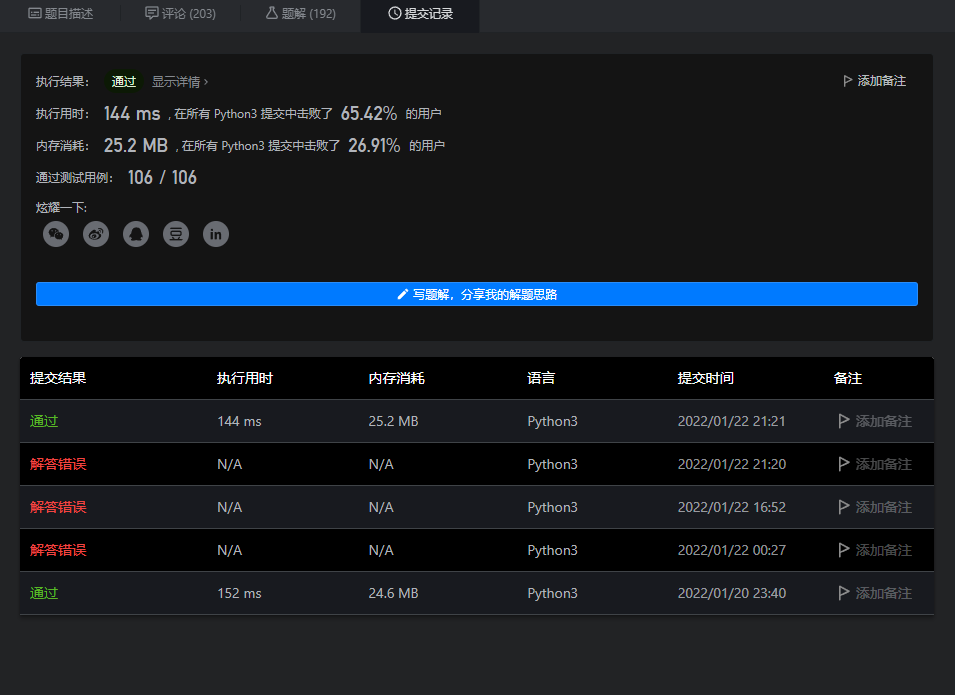 题目描述 评论 (203) 题解 (192) 提交记录
执行结果： 通过 显示详情 › 添加备注
执行用时： 144 ms , 在所有 Python3 提交中击败了 65.42% 的用户
内存消耗： 25.2 MB , 在所有 Python3 提交中击败了 26.91% 的用户
通过测试用例： 106 / 106
炫耀一下:
豆 in
写题解，分享我的解题思路
提交结果 执行用时 内存消耗 语言 提交时间 备注
通过 144 ms 25.2 MB Python3 2022/01/22 21:21 添加备注
解答错误 N/A N/A Python3 2022/01/22 21:20 添加备注
解答错误 N/A N/A Python3 2022/01/22 16:52 添加备注
解答错误 N/A N/A Python3 2022/01/22 00:27 添加备注
通过 152 ms 24.6 MB Python3 2022/01/20 23:40 添加备注